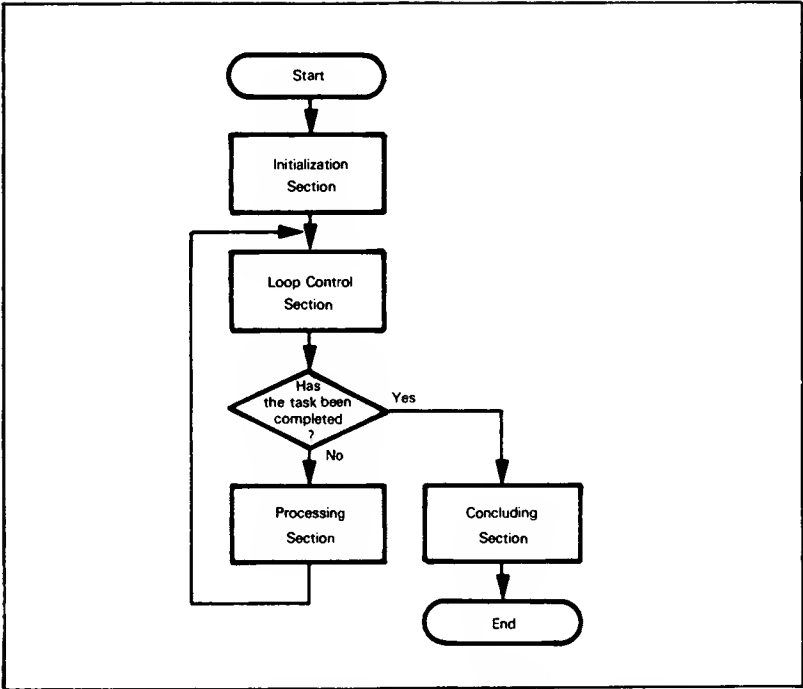 Start
Initialization
Section
Loop Control
Section
Has
the task been
completed
?
Yes
No
Processing
Section
Concluding
Section
End